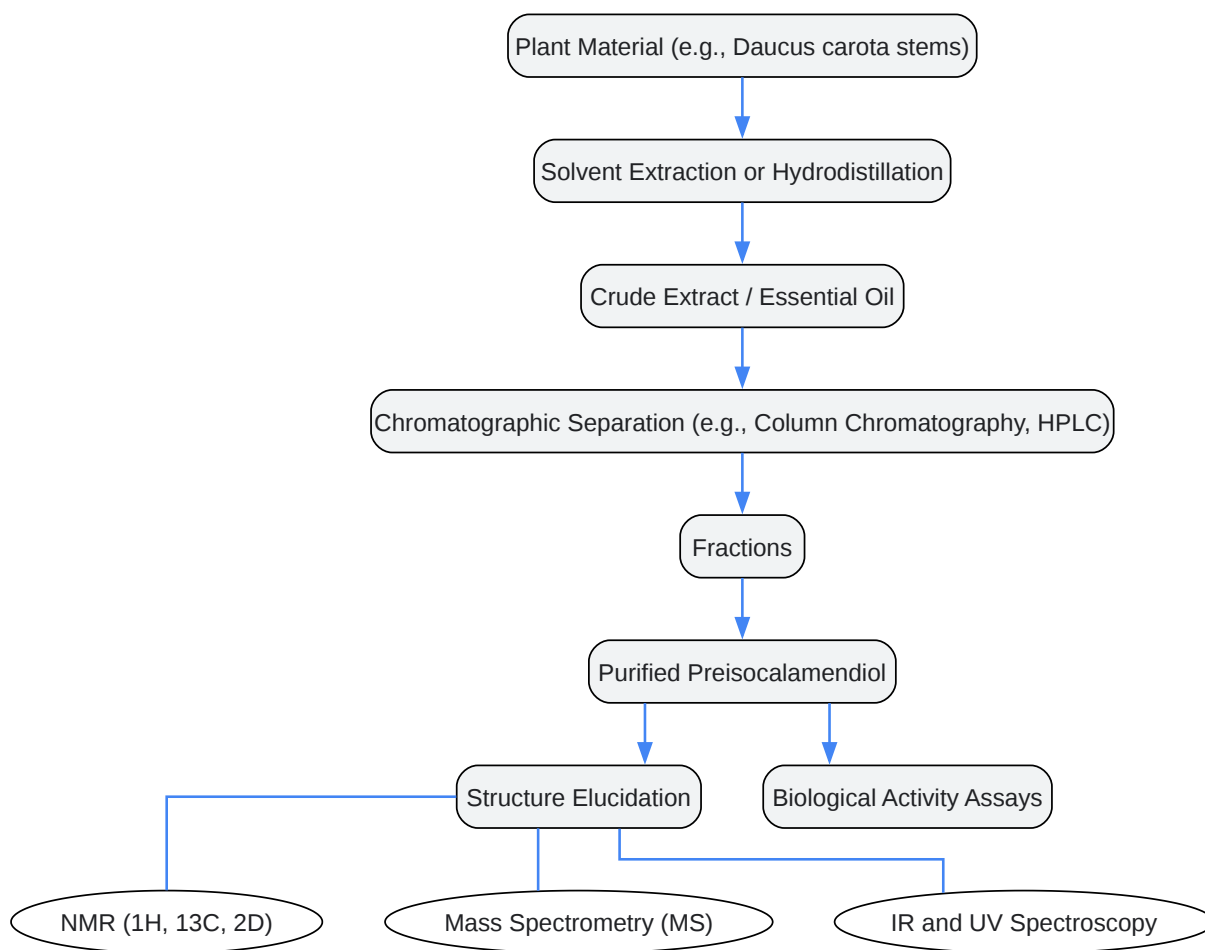 Plant Material (e.g., Daucus carota stems)
Solvent Extraction or Hydrodistillation
Crude Extract / Essential Oil
Chromatographic Separation (e.g., Column Chromatography, HPLC)
Fractions
Purified Preisocalamendiol
Structure Elucidation
Biological Activity Assays
NMR (1H, 13C, 2D)
Mass Spectrometry (MS)
IR and UV Spectroscopy